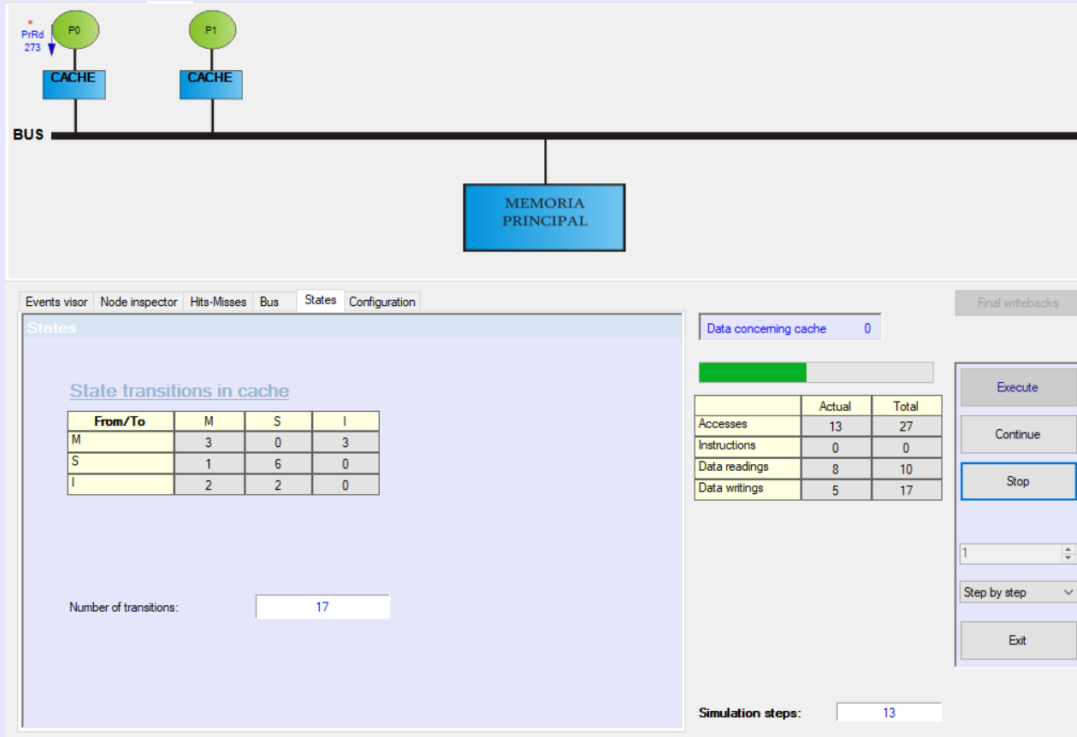 *
PrRd
273
P0
P1
CACHE
CACHE
BUS
MEMORIA
PRINCIPAL
Events visor Node inspector Hits-Misses Bus States Configuration
States
State transitions in cache
From/To M S I
M 3 0 3
S 1 6 0
I 2 2 0
Number of transitions: 17
Data concerning cache 0
Actual Total
Accesses 13 27
Instructions 0 0
Data readings 8 10
Data writings 5 17
Simulation steps: 13
Final writebacks
Execute
Continue
Stop
1
Step by step
Exit